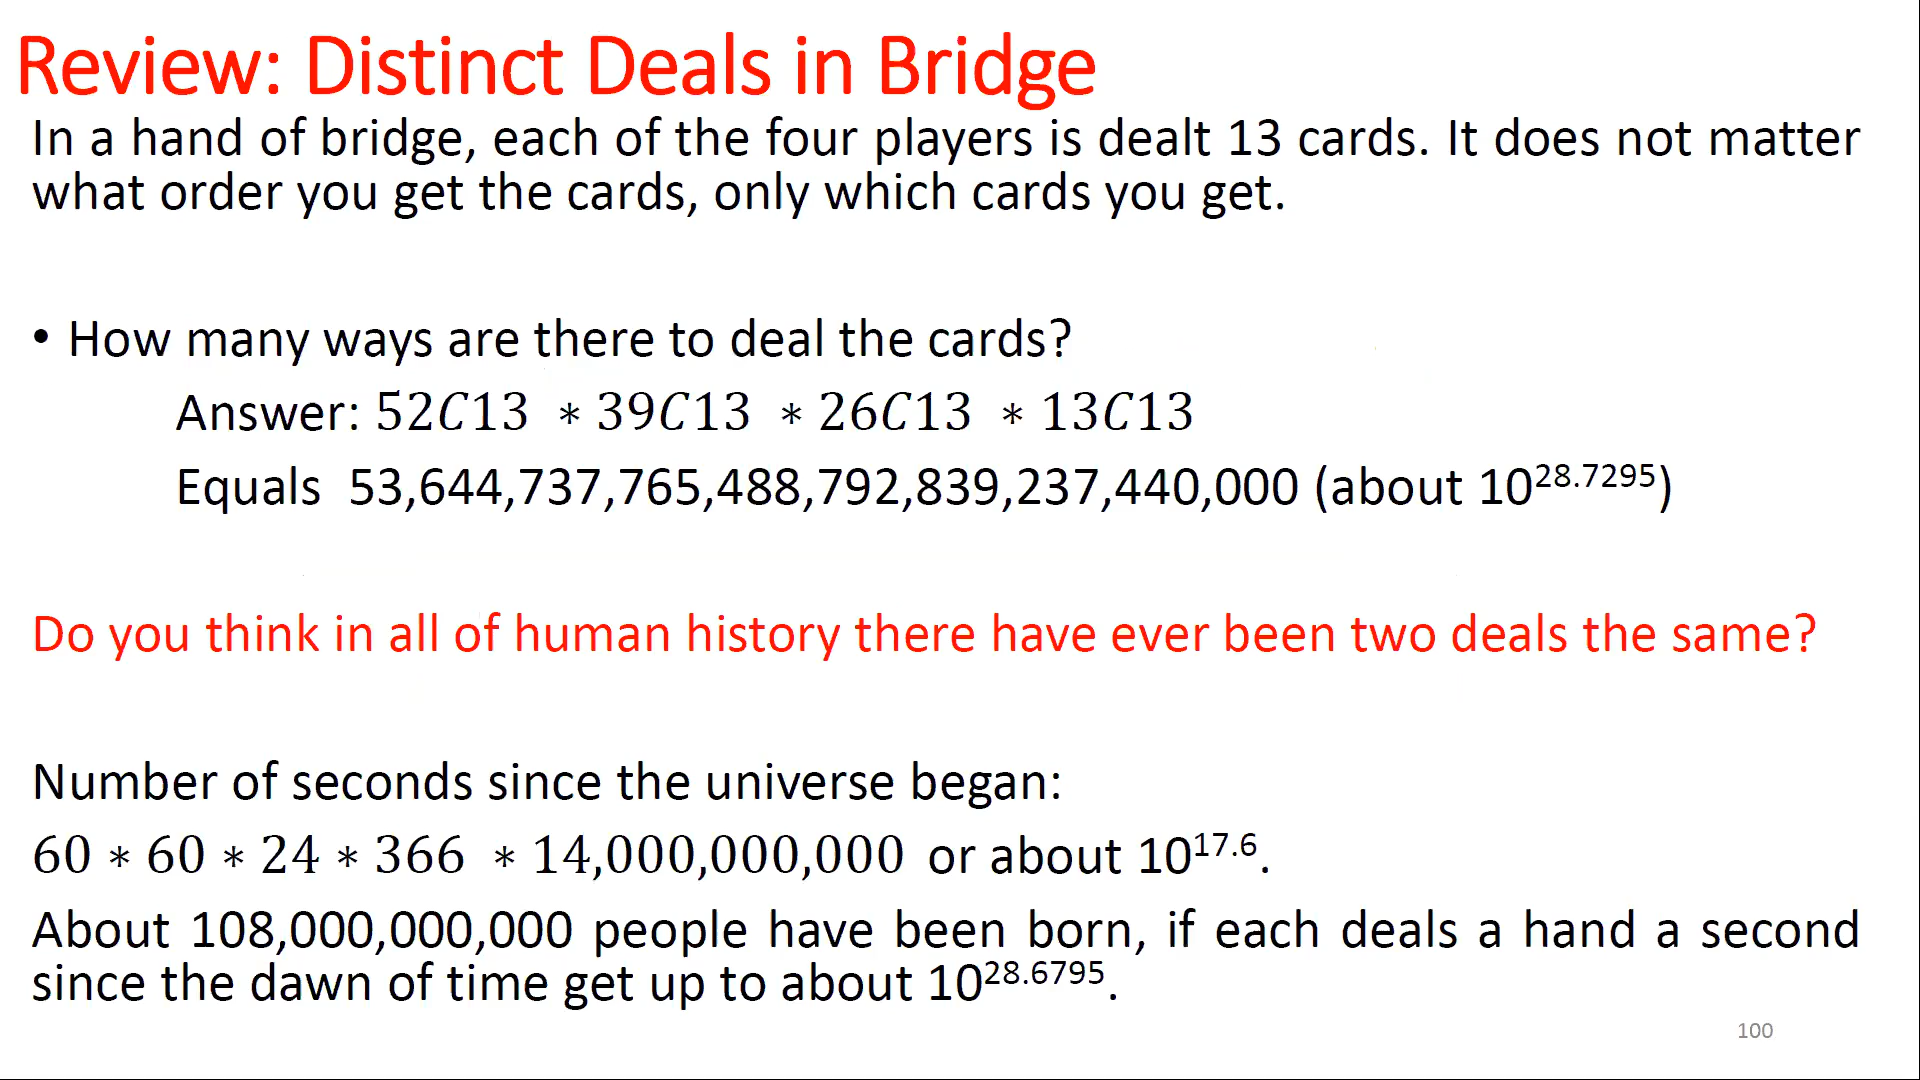 Review: Distinct Deals in Bridge
In a hand of bridge, each of the four players is dealt 13 cards. It does not matter
what order you get the cards, only which cards you get.
• How many ways are there to deal the cards?
Answer: 52C13 * 39C13 * 26C13 * 13C13
Equals 53,644,737,765,488,792,839,237,440,000 (about 10^28.7295)
Do you think in all of human history there have ever been two deals the same?
Number of seconds since the universe began:
60 * 60 * 24 * 366 * 14,000,000,000 or about 10^17.6.
About 108,000,000,000 people have been born, if each deals a hand a second
since the dawn of time get up to about 10^28.6795.
100